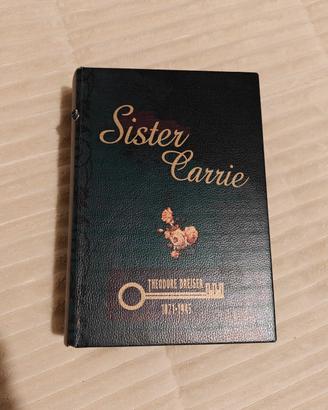 Sister
Carrie
THEODORE DREISER
1871-1945